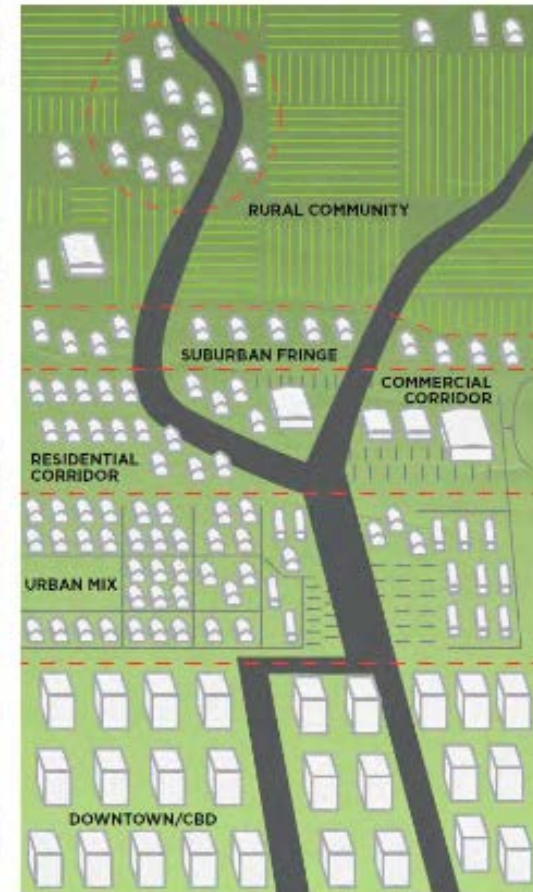 RURAL COMMUNITY
SUBURBAN FRINGE
COMMERCIAL
CORRIDOR
RESIDENTIAL
CORRIDOR
URBAN MIX
DOWNTOWN/CBD